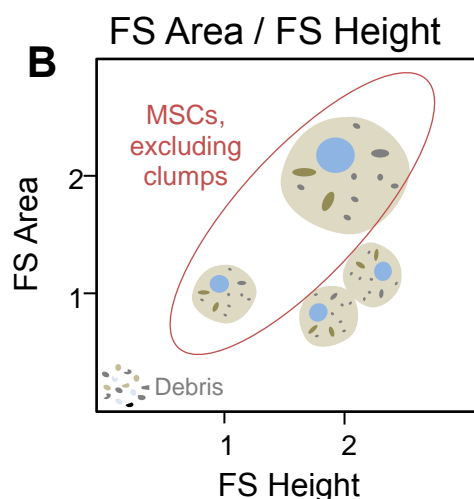 FS Area / FS Height
B
MSCs,
excluding
clumps
2
FS Area
1
Debris
1
2
FS Height